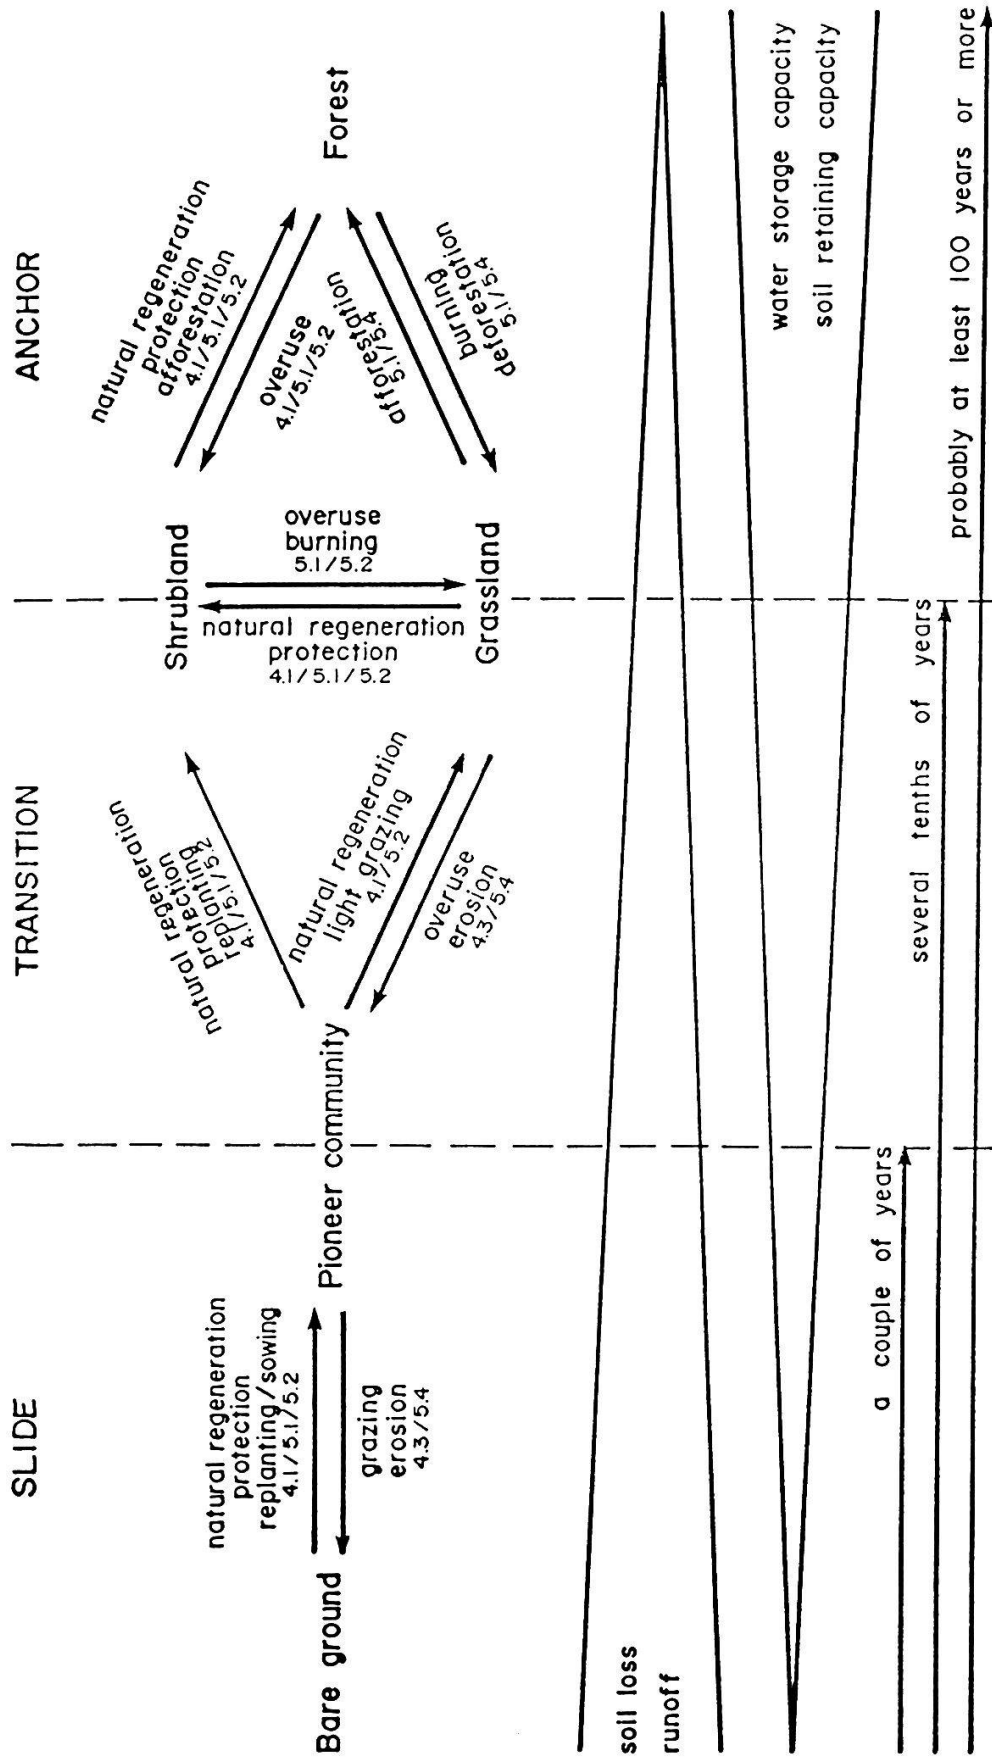 SLIDE
TRANSITION
ANCHOR
natural regeneration
protection
replanting/sowing
4.1/5.1/5.2
Bare ground
Pioneer community
grazing
erosion
4.3/5.4
natural regeneration
protection
replanting
4.1/5.1/5.2
natural regeneration
light grazing
4.1/5.2
overuse
erosion
4.3/5.4
Shrubland
overuse
burning
5.1/5.2
natural regeneration
protection
4.1/5.1/5.2
Grassland
natural regeneration
protection
afforestation
4.1/5.1/5.2
overuse
4.1/5.1/5.2
Forest
afforestation
5.1/5.4
burning
deforestation
5.1/5.4
soil loss
runoff
water storage capacity
soil retaining capacity
a couple of years
several tenths of years
probably at least 100 years or more